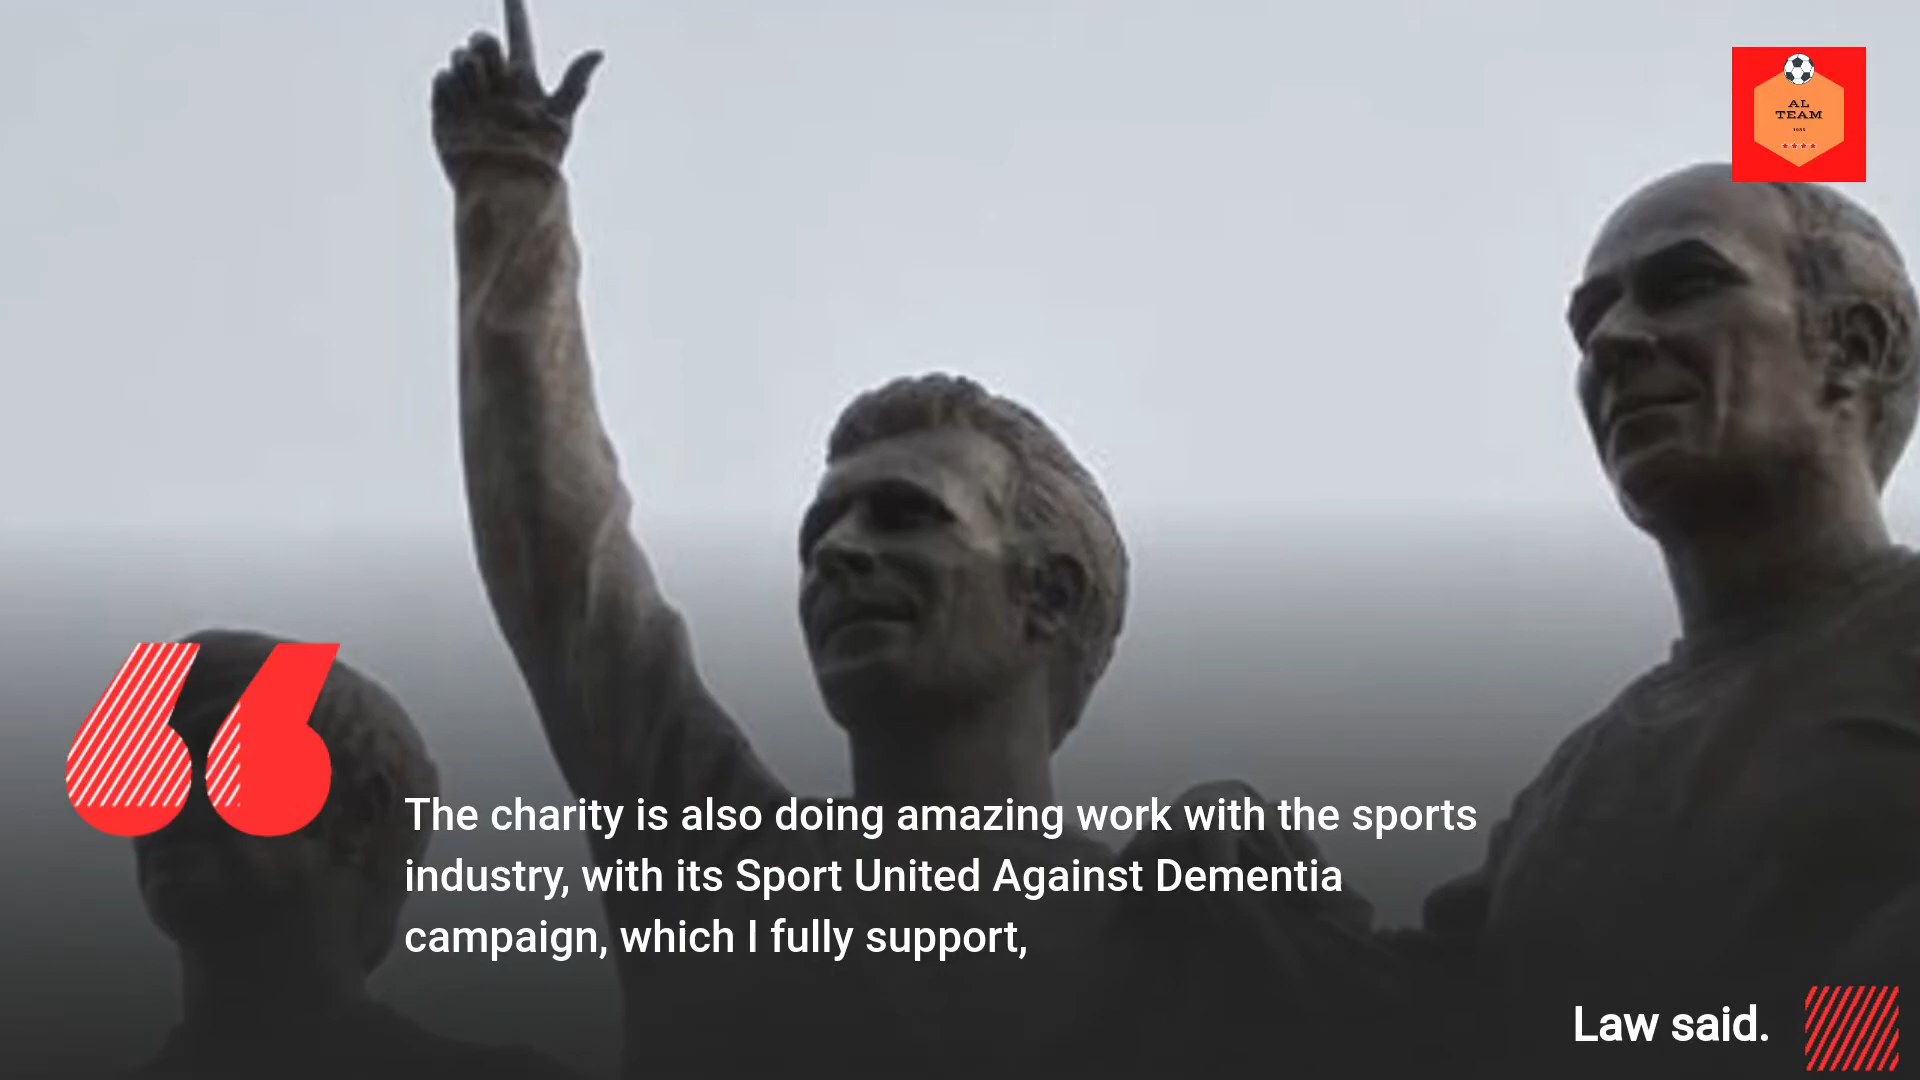 AL
TEAM
The charity is also doing amazing work with the sports
industry, with its Sport United Against Dementia
campaign, which I fully support,
Law said.